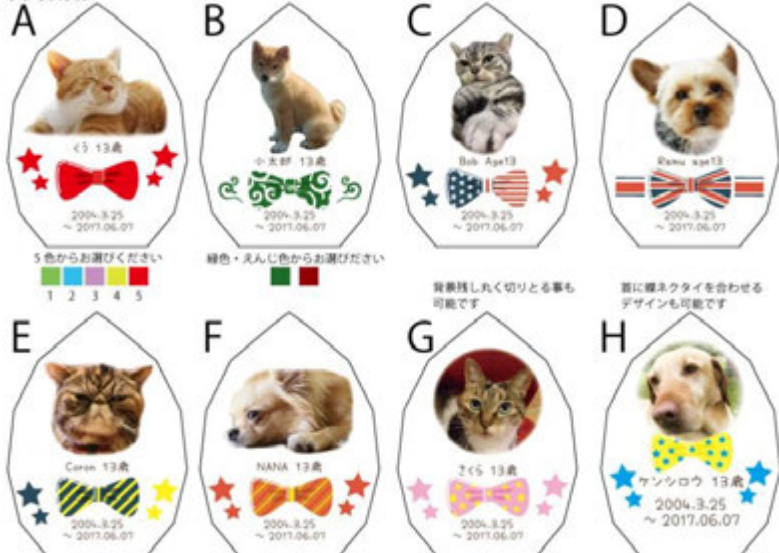 A
B
C
D
くう 13歳
小太郎 13歳
Bob Age13
Ramu age13
2004.3.25
～ 2017.06.07
2004.3.25
～ 2017.06.07
2004.3.25
～ 2017.06.07
2004.3.25
～ 2017.06.07
5色からお選びください
1 2 3 4 5
緑色・えんじ色からお選びださい
背景残し丸く切りとる事も
可能です
首に蝶ネクタイを合わせる
デザインも可能です
E
F
G
H
Coron 13歳
NANA 13歳
さくら 13歳
ケンシロウ 13歳
2004.3.25
～ 2017.06.07
2004.3.25
～ 2017.06.07
2004.3.25
～ 2017.06.07
2004.3.25
～ 2017.06.07